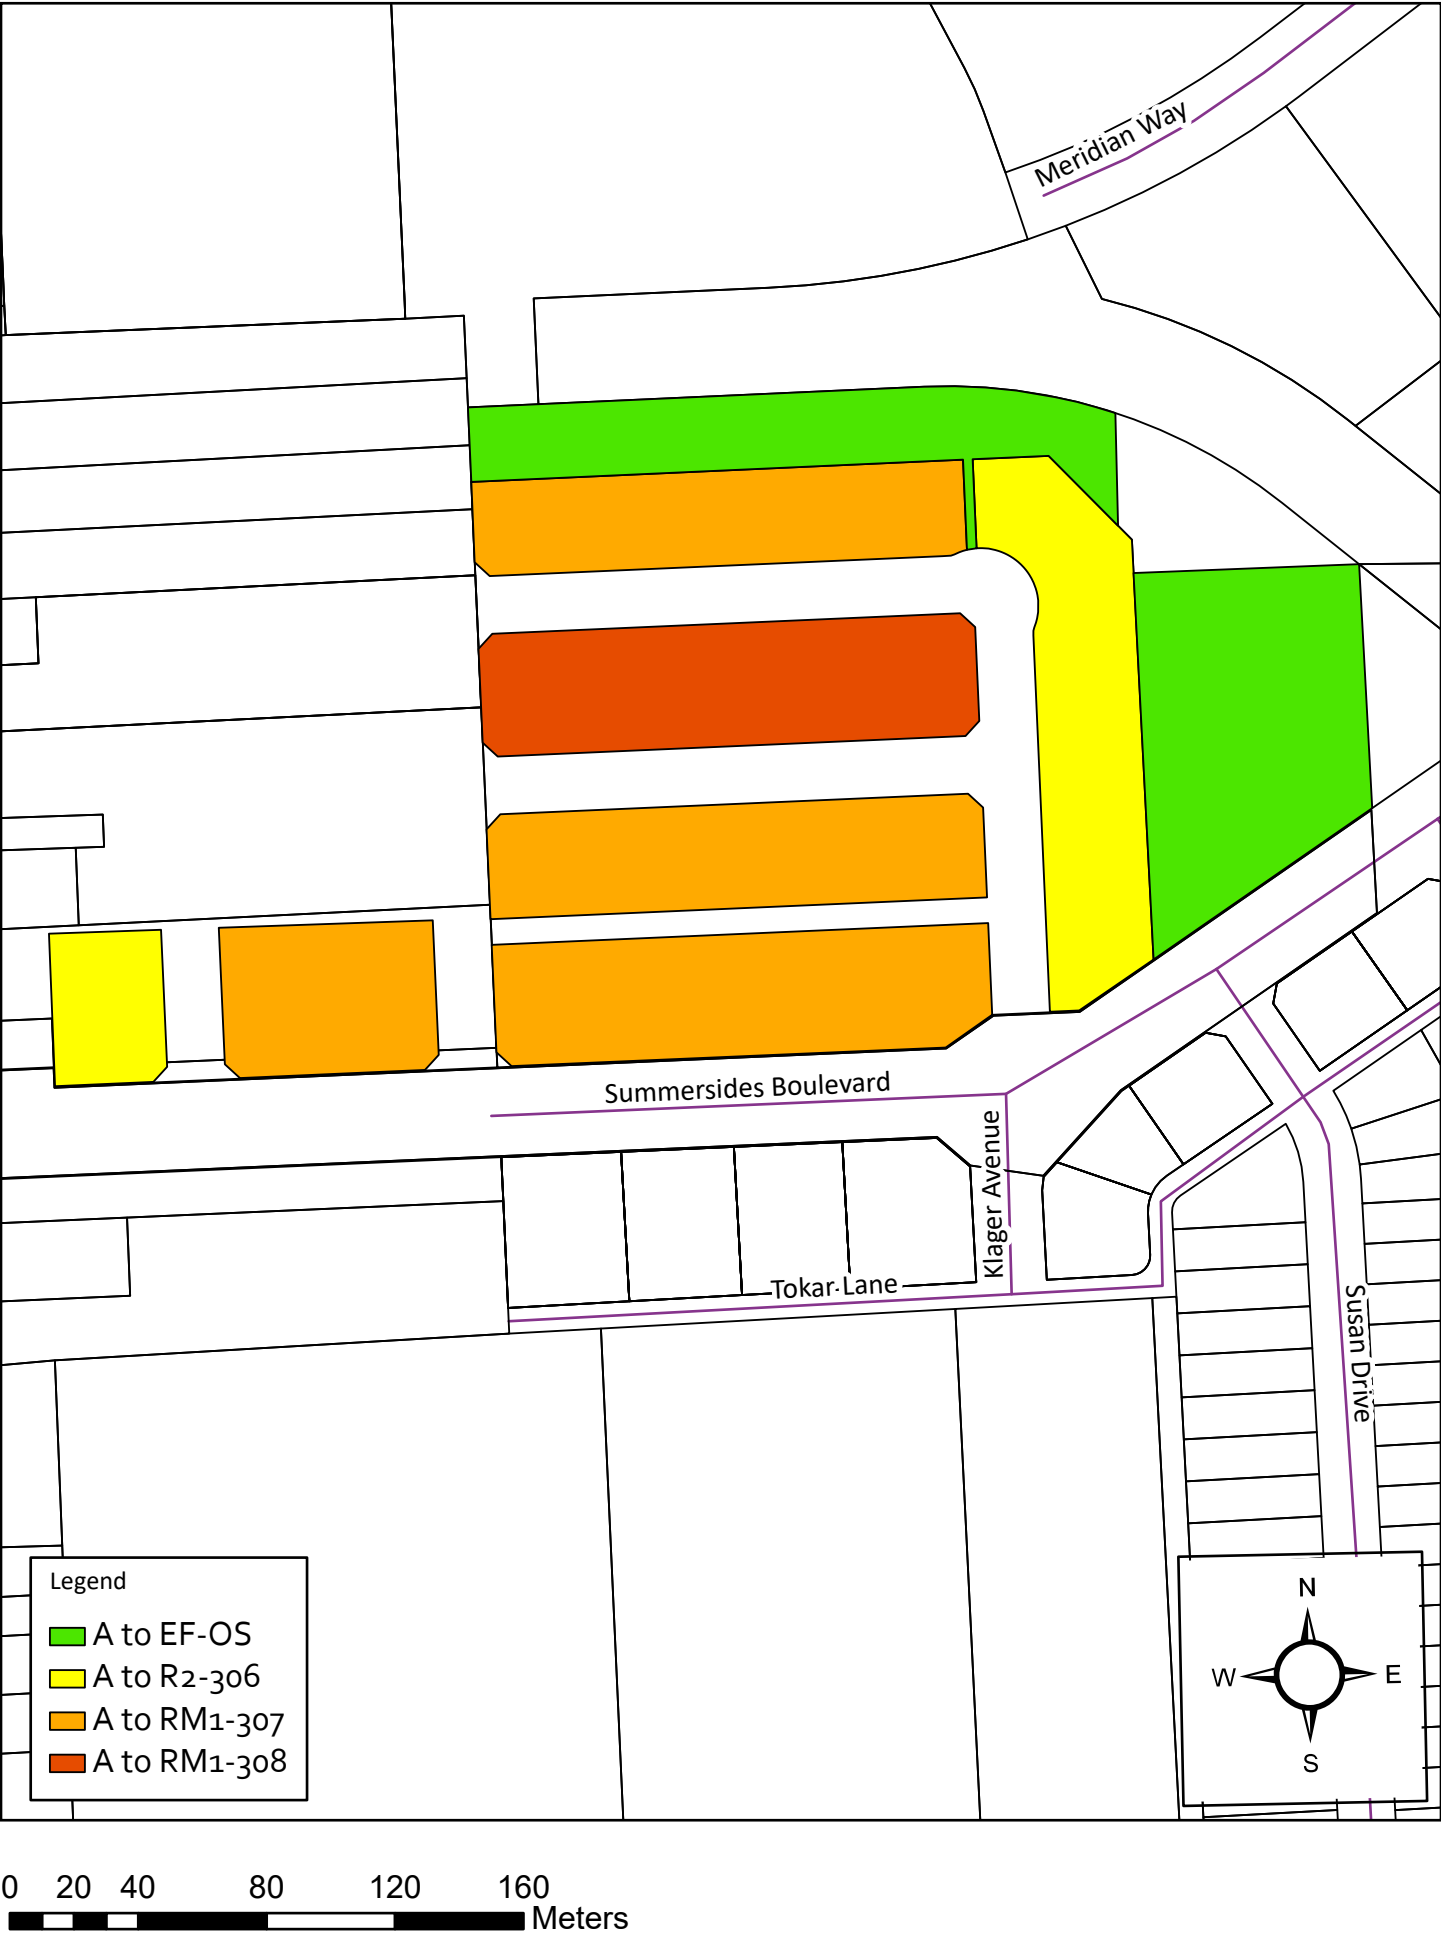 Meridian Way
Summersides Boulevard
Klager Avenue
Tokar Lane
Susan Drive
Legend
A to EF-OS
A to R2-306
A to RM1-307
A to RM1-308
N
W E
S
0 20 40 80 120 160
Meters